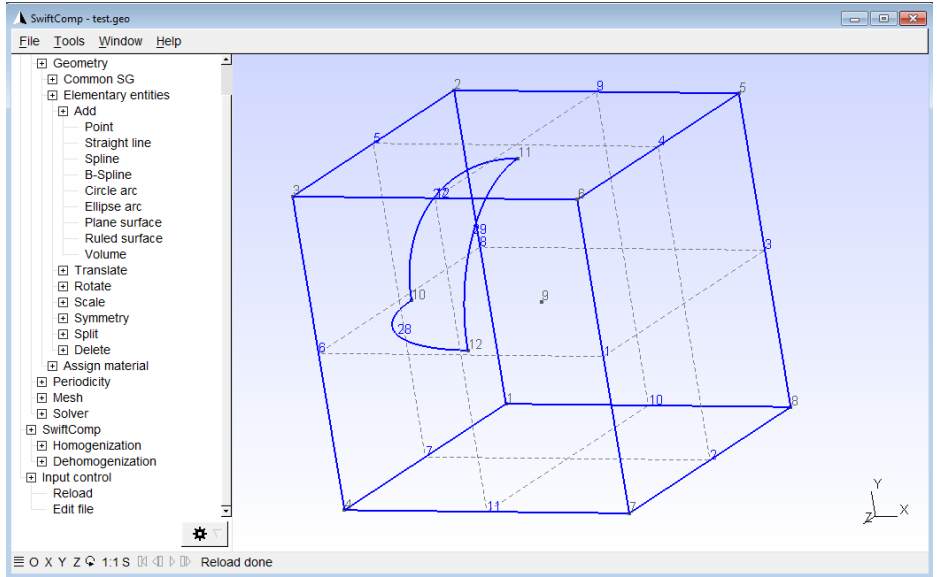 SwiftComp - test.geo
File Tools Window Help
Geometry
Common SG
Elementary entities
Add
Point
Straight line
Spline
B-Spline
Circle arc
Ellipse arc
Plane surface
Ruled surface
Volume
Translate
Rotate
Scale
Symmetry
Split
Delete
Assign material
Periodicity
Mesh
Solver
SwiftComp
Homogenization
Dehomogenization
Input control
Reload
Edit file
2 9 5
5 4
11
3 12 6
29
8 3
10 9
28
6 12 1
1 10 8
7 2
4 11 7
Y
Z X
O X Y Z 1:1 S Reload done